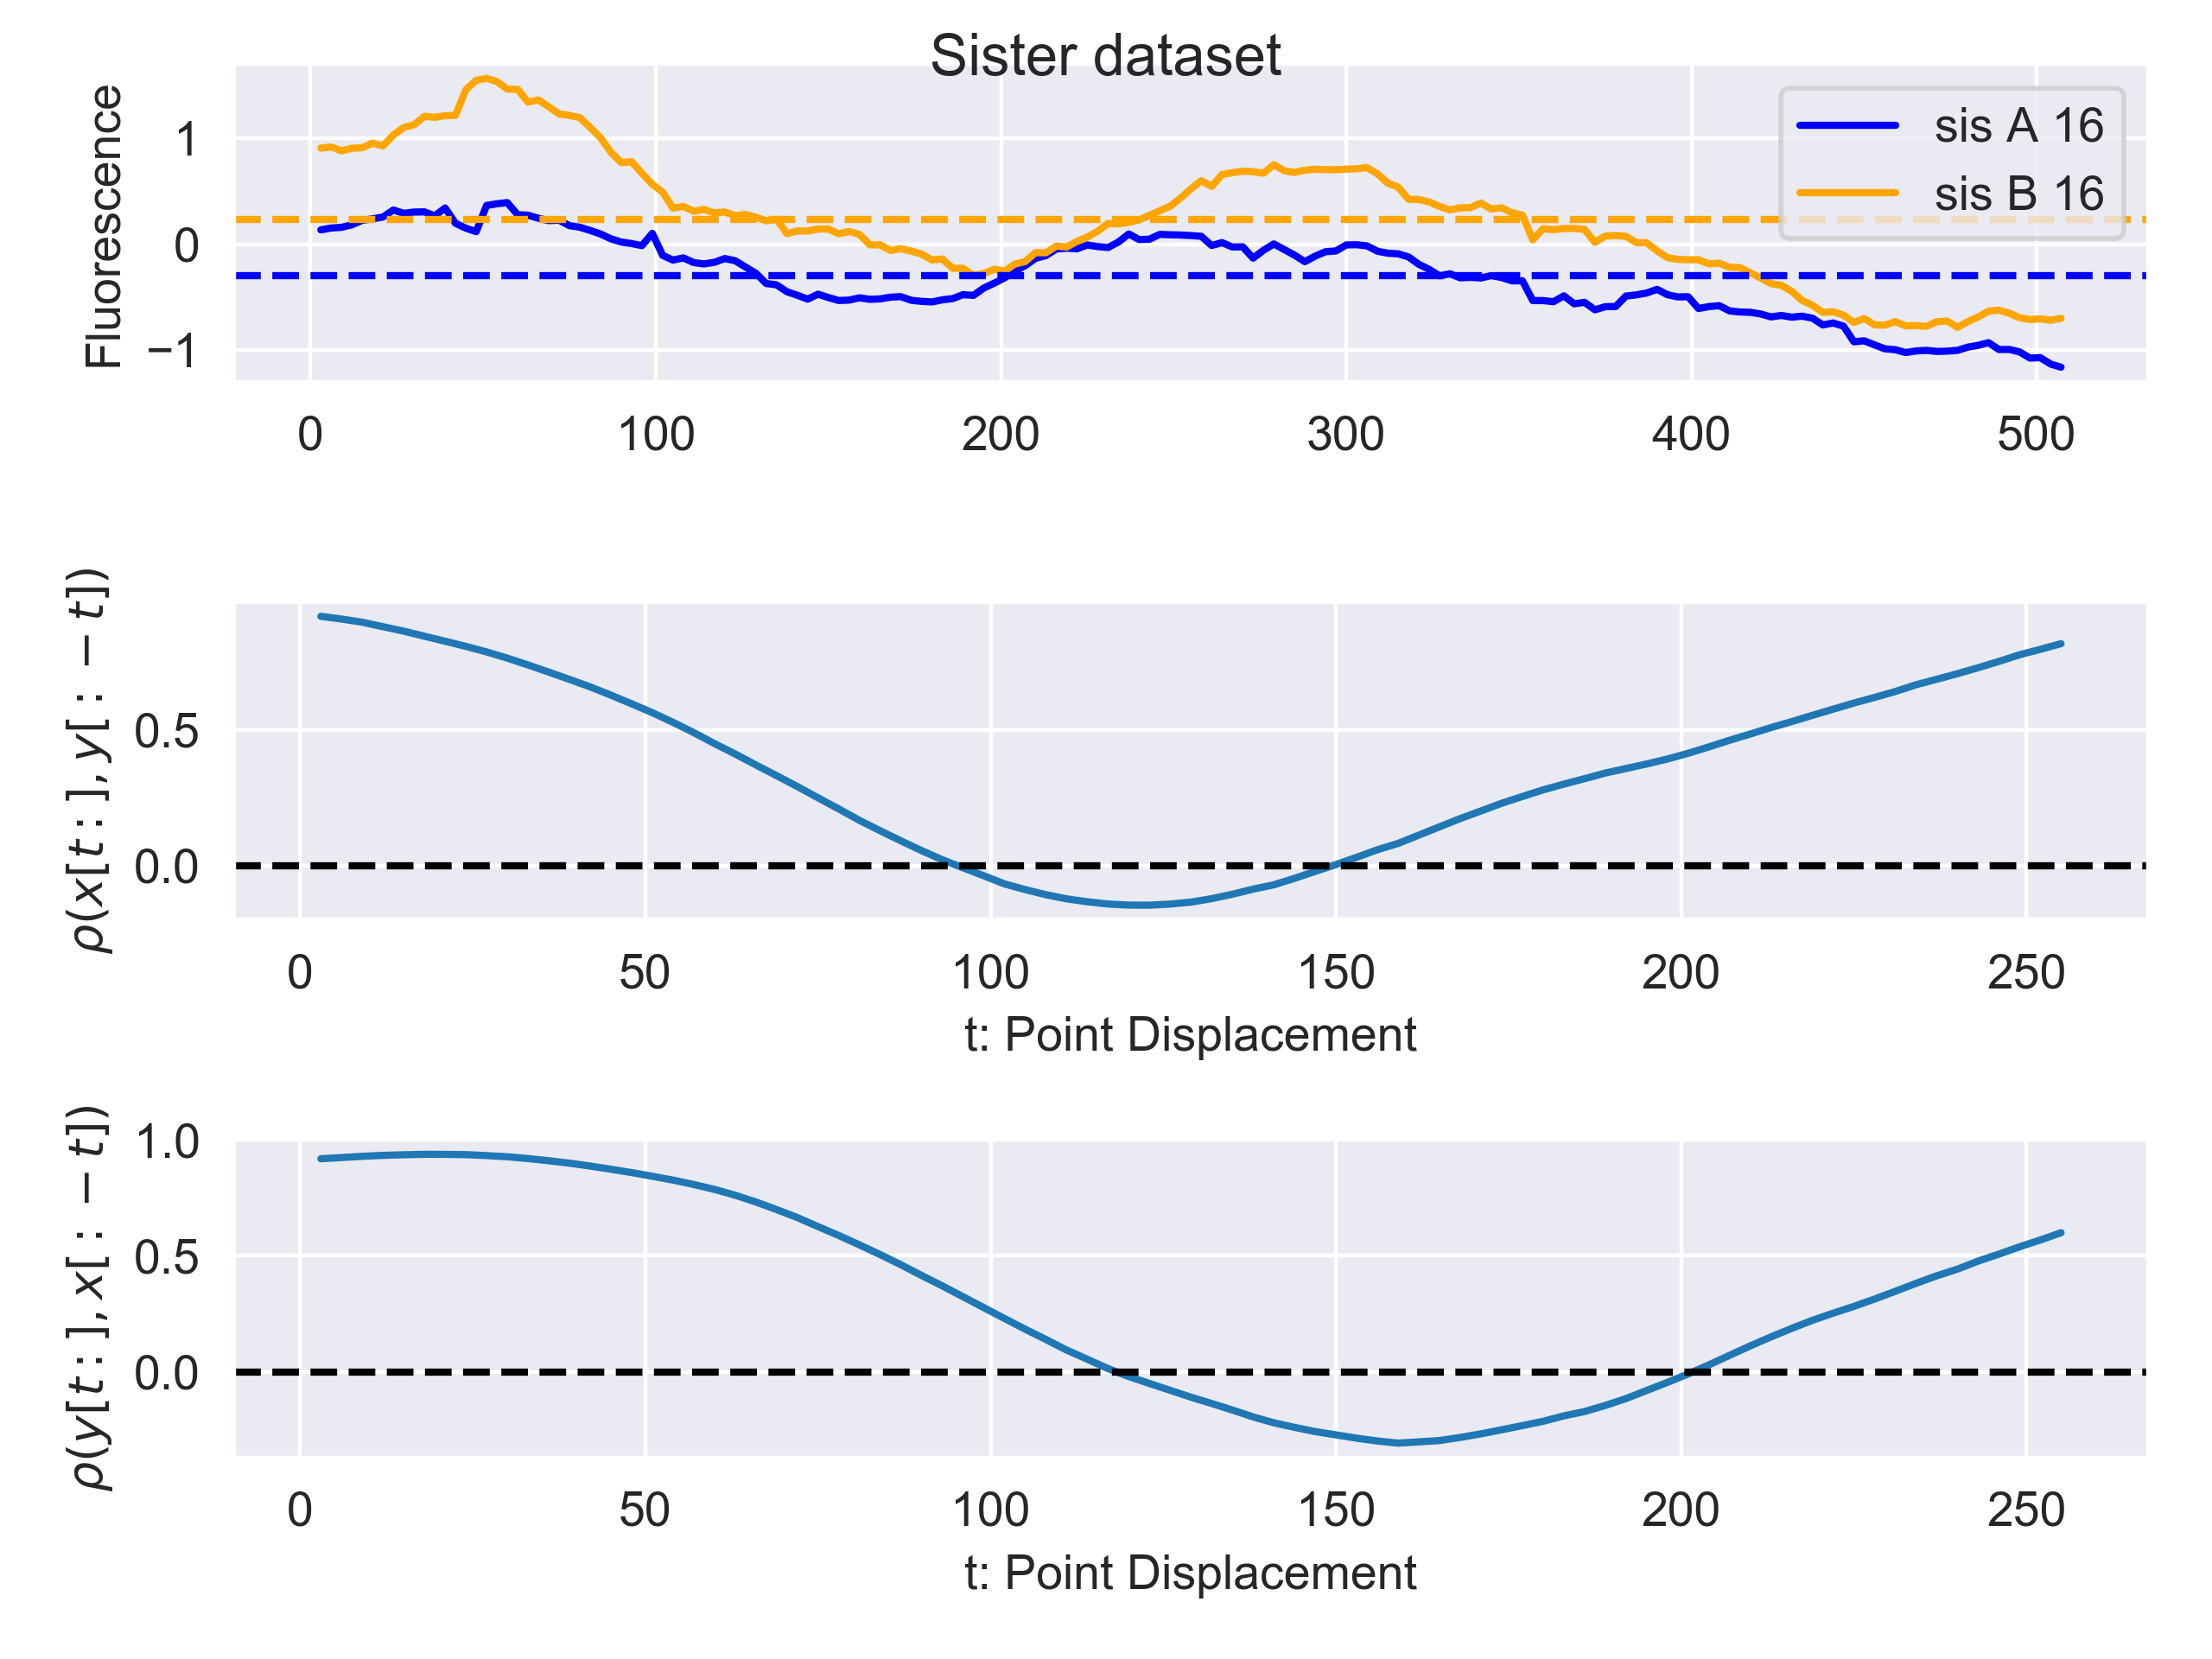 Sister dataset
Fluorescence
1
0
−1
sis A 16
sis B 16
0 100 200 300 400 500
ρ(x[t:],y[:−t])
0.5
0.0
0 50 100 150 200 250
t: Point Displacement
ρ(y[t:],x[:−t])
1.0
0.5
0.0
0 50 100 150 200 250
t: Point Displacement